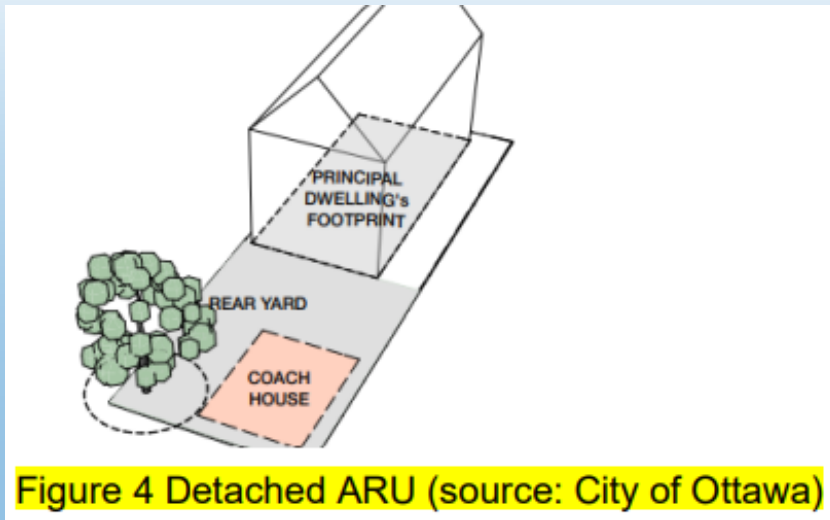 PRINCIPAL
DWELLING's
FOOTPRINT
REAR YARD
COACH
HOUSE
Figure 4 Detached ARU (source: City of Ottawa)